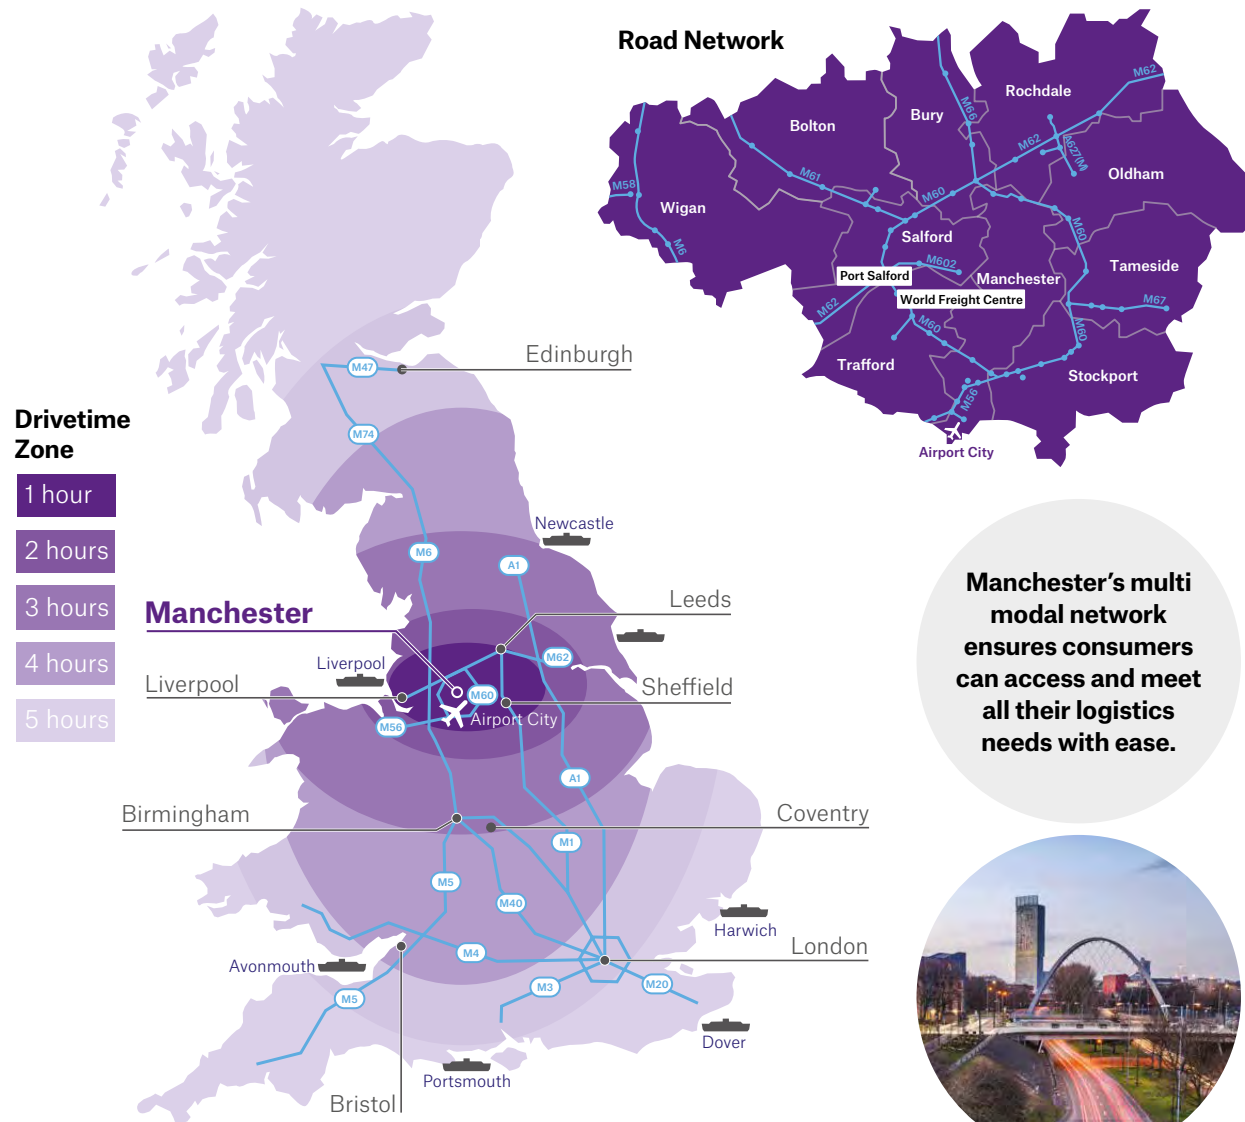 Road Network
M62
Rochdale
Bury
M66
Bolton
M62
A627(M)
M61
Oldham
M58
M60
Wigan
M60
Salford
M6
M602
Tameside
Port Salford
Manchester
World Freight Centre
M62
M67
M60
M60
Trafford
Stockport
M56
Airport City
Edinburgh
M47
M74
Drivetime
Zone
1 hour
2 hours
3 hours
4 hours
5 hours
Newcastle
M6
A1
Leeds
Manchester
Liverpool
M62
Liverpool
Sheffield
M60
Airport City
M56
A1
Birmingham
Coventry
M1
M5
M40
Harwich
London
M4
Avonmouth
M3
M20
M5
Dover
Portsmouth
Bristol
Manchester's multi
modal network
ensures consumers
can access and meet
all their logistics
needs with ease.